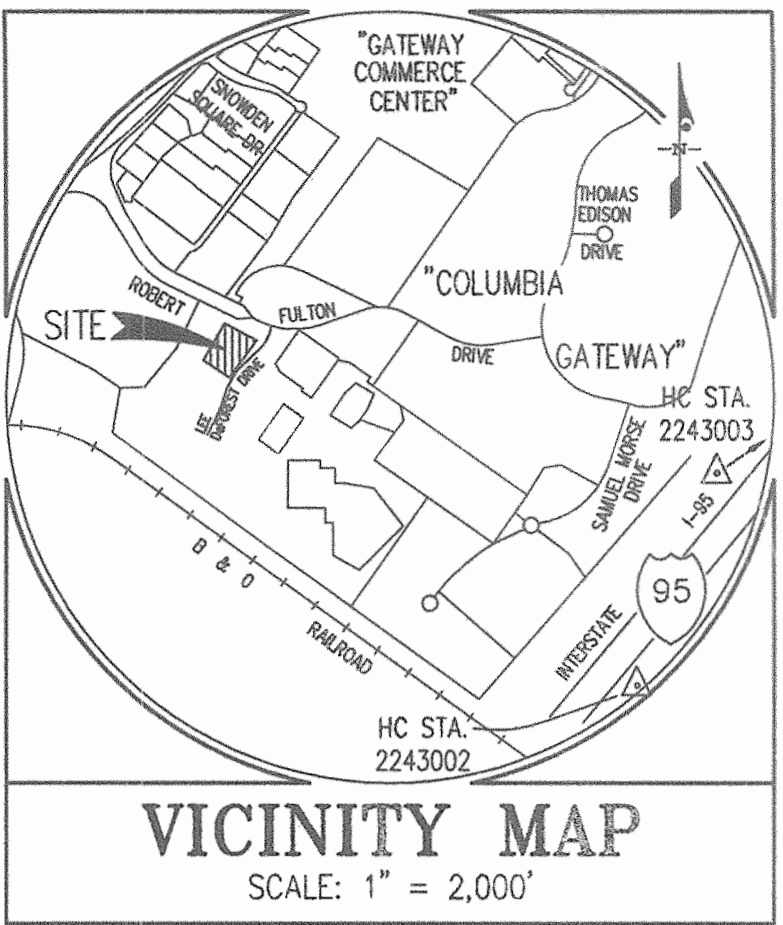 "GATEWAY
COMMERCE
CENTER"
SNOWDEN
SQUARE DR.
N
THOMAS
EDISON
DRIVE
"COLUMBIA
GATEWAY"
ROBERT
FULTON
DRIVE
SITE
LEE
DeFOREST DRIVE
HC STA.
2243003
SAMUEL MORSE
DRIVE
I-95
95
INTERSTATE
B & O
RAILROAD
HC STA.
2243002
VICINITY MAP
SCALE: 1" = 2,000'